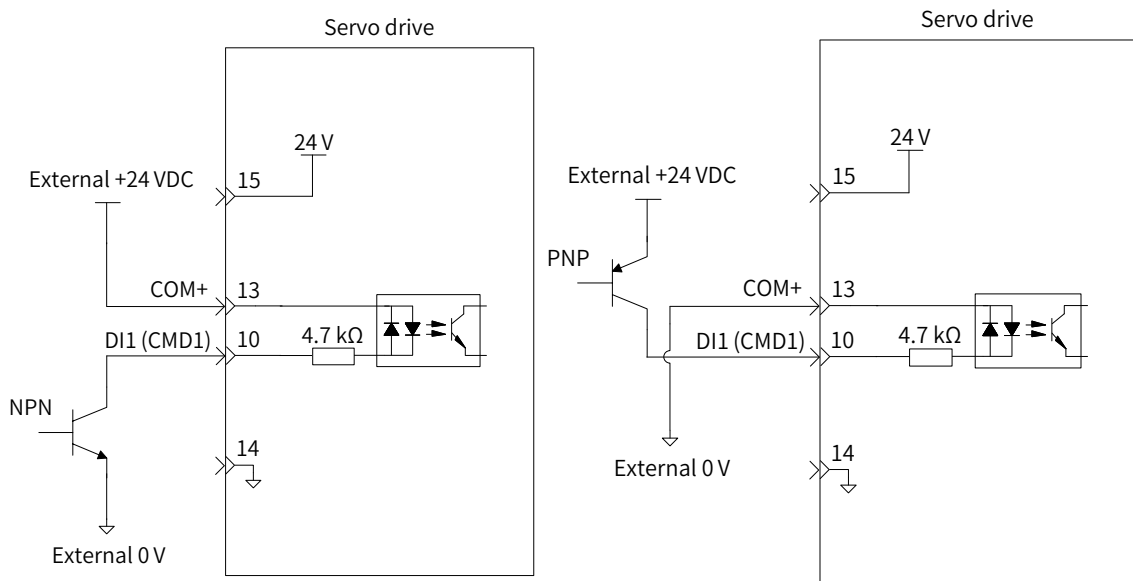 Servo drive
24 V
External +24 VDC
15
COM+
13
DI1 (CMD1)
10
4.7 kΩ
NPN
14
External 0 V
Servo drive
24 V
External +24 VDC
15
PNP
COM+
13
DI1 (CMD1)
10
4.7 kΩ
14
External 0 V